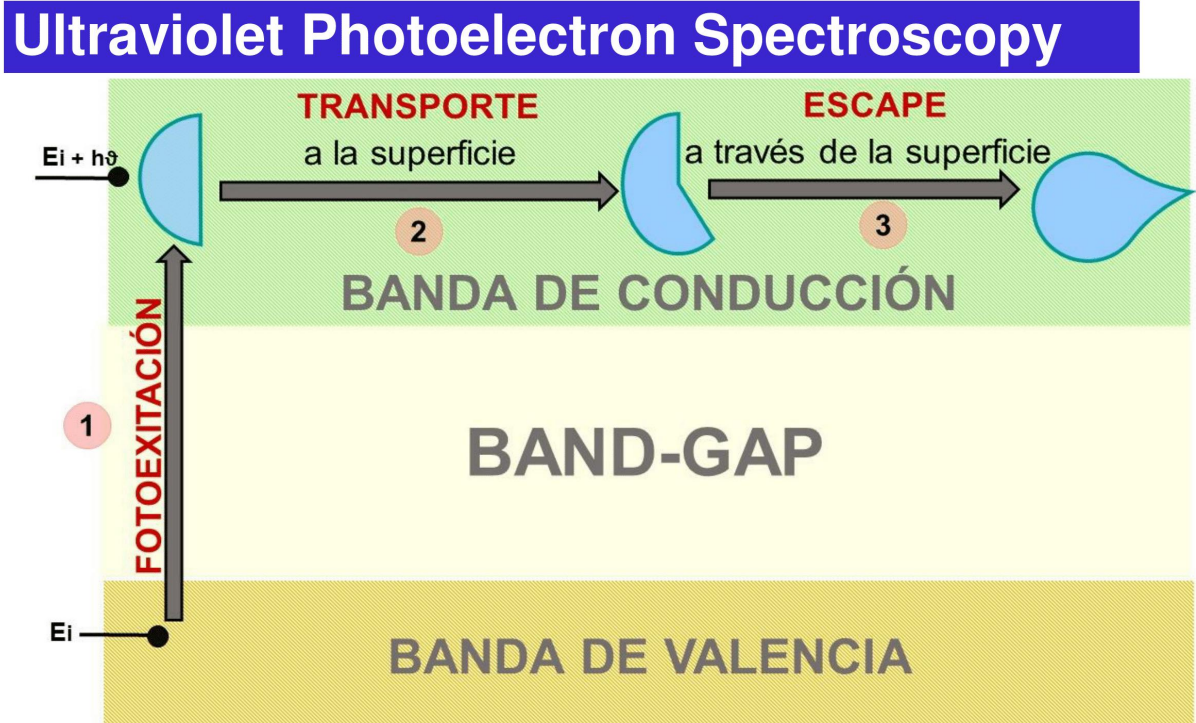 Ultraviolet Photoelectron Spectroscopy
TRANSPORTE
a la superficie
ESCAPE
a través de la superficie
Ei + hϑ
2
3
BANDA DE CONDUCCIÓN
FOTOEXITACIÓN
1
BAND-GAP
Ei
BANDA DE VALENCIA